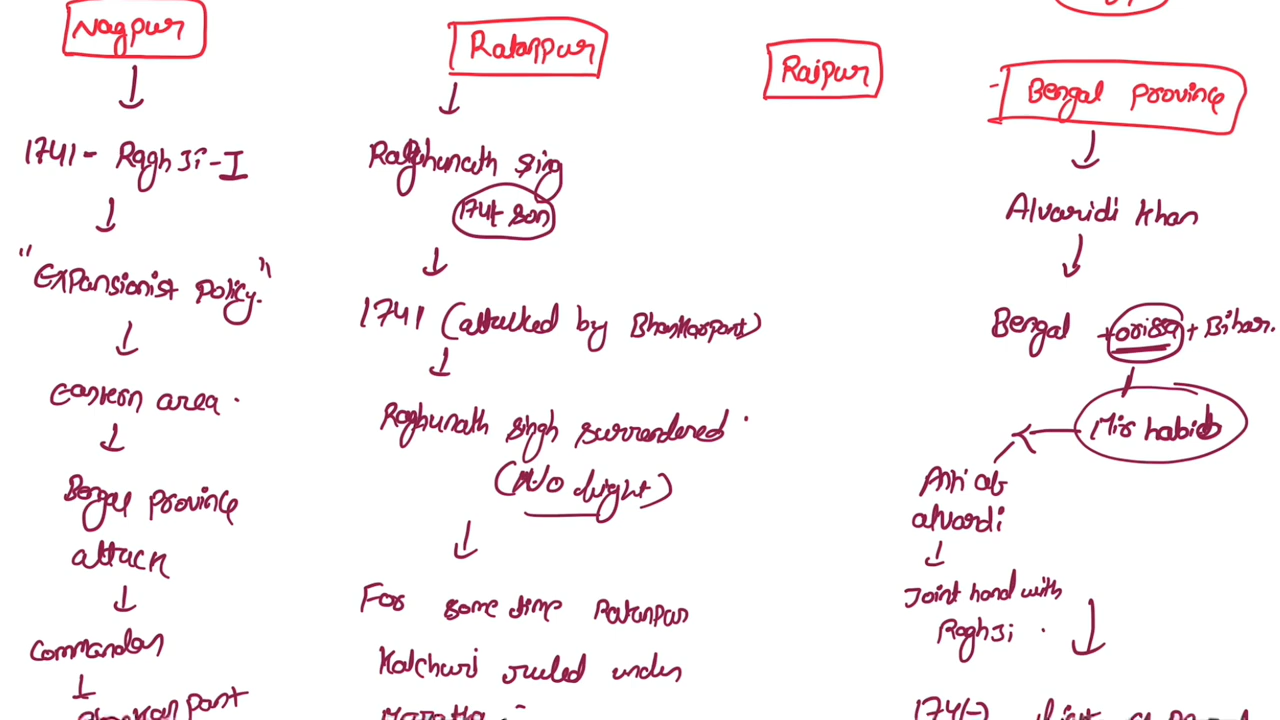 Nagpur
1741 - Raghji-I
"Expansionist policy."
Eastern area.
Bengal province
attack
Commander
Bhaskar pant
Ratanpur
Raghunath sing
1741 (attacked by Bhaskarpant)
Raghunath singh surrendered.
(W/o fight)
For some time Ratanpur
Kalchuri ruled under
Raipur
- Bengal province
Alvaridi khan
Bengal + orissa + Bihar.
Mir habib
Anti of
alvardi
Joint hand with
Raghji.